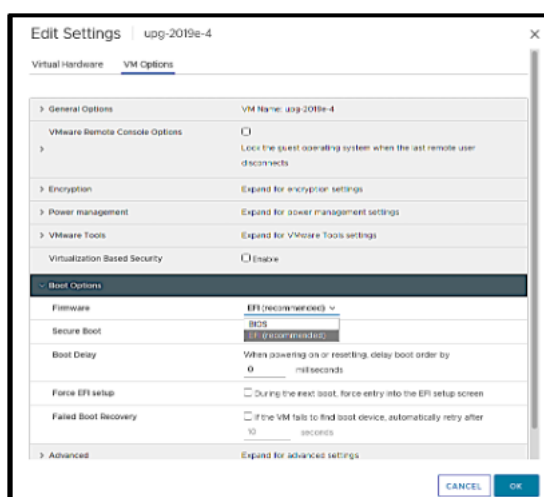 Edit Settings upg-2019e-4
Virtual Hardware VM Options
General Options VM Name: upg-2019e-4
VMware Remote Console Options
Lock the guest operating system when the last remote user
disconnects
Encryption Expand for encryption settings
Power management Expand for power management settings
VMware Tools Expand for VMware Tools settings
Virtualization Based Security Enable
Boot Options
Firmware EFI (recommended)
BIOS
EFI (recommended)
Secure Boot
Boot Delay When powering on or resetting, delay boot order by
0 milliseconds
Force EFI setup During the next boot, force entry into the EFI setup screen
Failed Boot Recovery If the VM fails to find boot device, automatically retry after
10 seconds
Advanced Expand for advanced settings
CANCEL OK